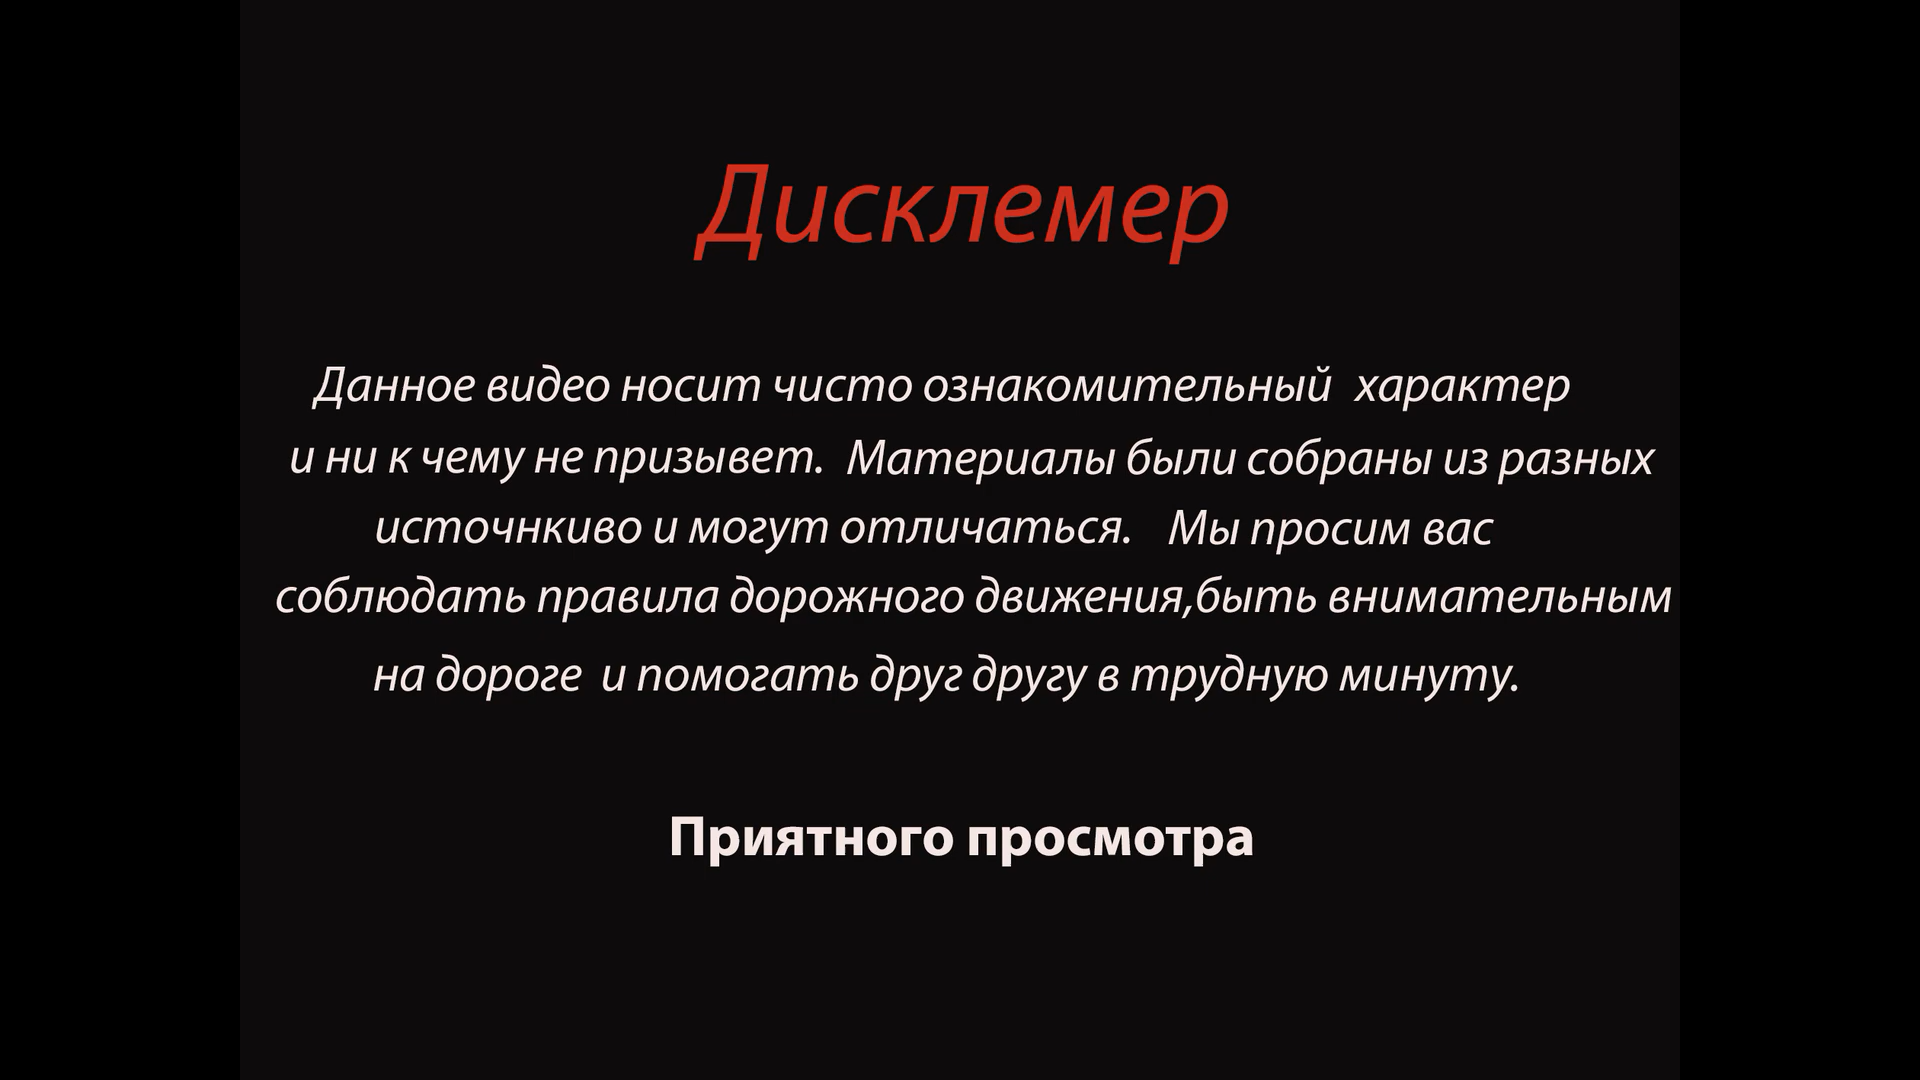 Дисклемер
Данное видео носит чисто ознакомительный характер
и ни к чему не призывет. Материалы были собраны из разных
источнкиво и могут отличаться. Мы просим вас
соблюдать правила дорожного движения,быть внимательным
на дороге и помогать друг другу в трудную минуту.
Приятного просмотра